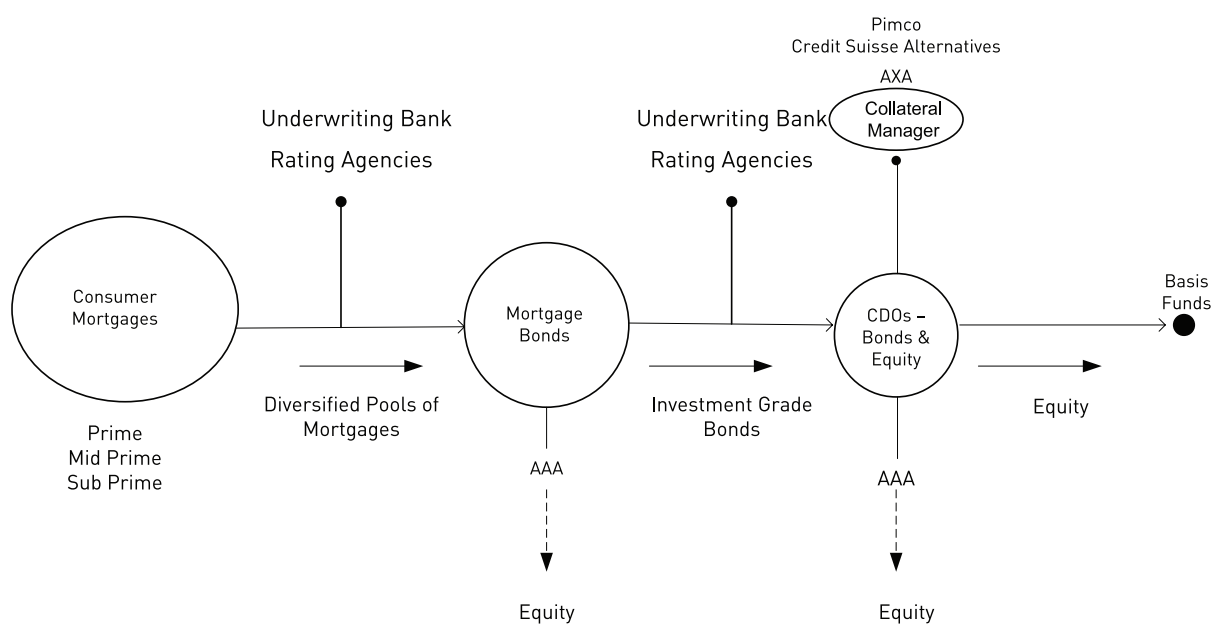 Pimco
Credit Suisse Alternatives
AXA
Collateral
Manager
Underwriting Bank
Rating Agencies
Underwriting Bank
Rating Agencies
Consumer
Mortgages
Prime
Mid Prime
Sub Prime
Diversified Pools of
Mortgages
Mortgage
Bonds
AAA
Equity
Investment Grade
Bonds
CDOs –
Bonds &
Equity
AAA
Equity
Equity
Basis
Funds